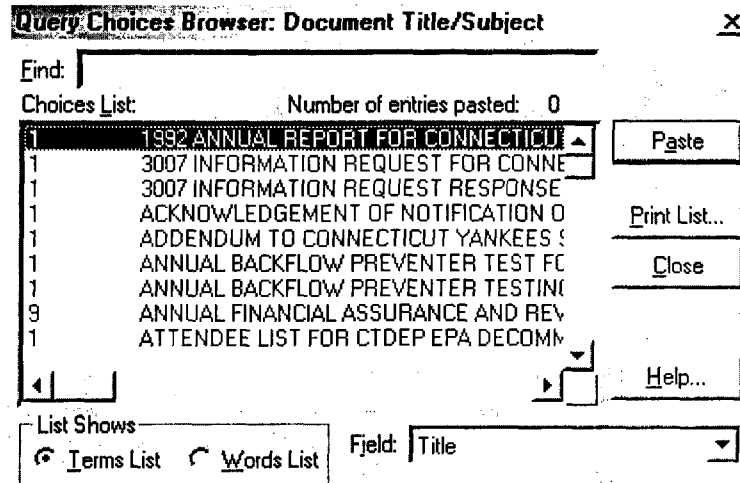 Query Choices Browser: Document Title/Subject
Find:
Choices List: Number of entries pasted: 0
1 1992 ANNUAL REPORT FOR CONNECTICU
1 3007 INFORMATION REQUEST FOR CONNE
1 3007 INFORMATION REQUEST RESPONSE
1 ACKNOWLEDGEMENT OF NOTIFICATION O
1 ADDENDUM TO CONNECTICUT YANKEES S
1 ANNUAL BACKFLOW PREVENTER TEST FO
1 ANNUAL BACKFLOW PREVENTER TESTING
9 ANNUAL FINANCIAL ASSURANCE AND REV
1 ATTENDEE LIST FOR CTDEP EPA DECOMM
Paste
Print List...
Close
Help...
List Shows
Terms List Words List
Field: Title